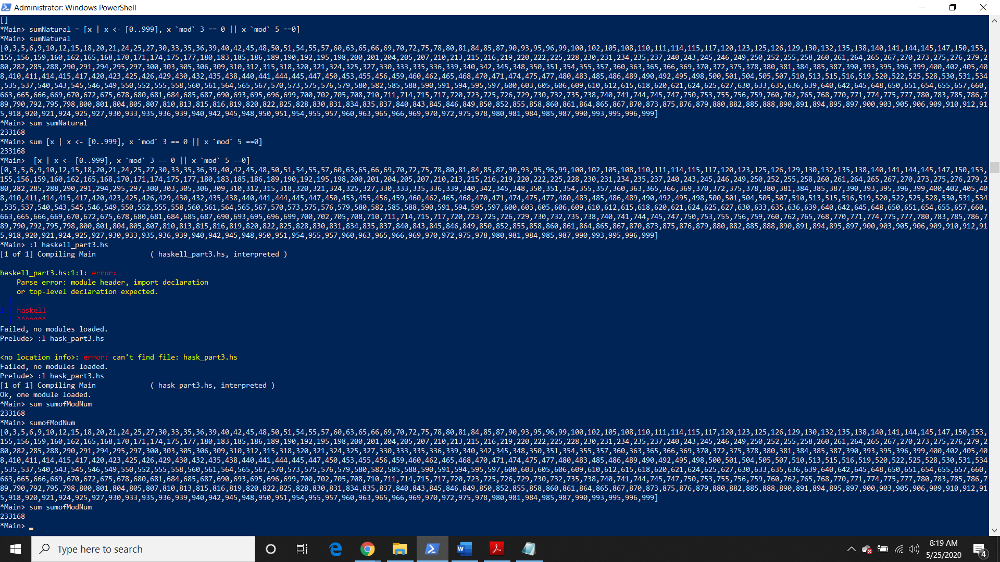 Administrator: Windows PowerShell
[]
*Main> sumNatural = [x | x <- [0..999], x `mod` 3 == 0 || x `mod` 5 ==0]
*Main> sumNatural
[0,3,5,6,9,10,12,15,18,20,21,24,25,27,30,33,35,36,39,40,42,45,48,50,51,54,55,57,60,63,65,66,69,70,72,75,78,80,81,84,85,87,90,93,95,96,99,100,102,105,108,110,111,114,115,117,120,123,125,126,129,130,132,135,138,140,141,144,145,147,150,153,
155,156,159,160,162,165,168,170,171,174,175,177,180,183,185,186,189,190,192,195,198,200,201,204,205,207,210,213,215,216,219,220,222,225,228,230,231,234,235,237,240,243,245,246,249,250,252,255,258,260,261,264,265,267,270,273,275,276,279,2
80,282,285,288,290,291,294,295,297,300,303,305,306,309,310,312,315,318,320,321,324,325,327,330,333,335,336,339,340,342,345,348,350,351,354,355,357,360,363,365,366,369,370,372,375,378,380,381,384,385,387,390,393,395,396,399,400,402,405,40
8,410,411,414,415,417,420,423,425,426,429,430,432,435,438,440,441,444,445,447,450,453,455,456,459,460,462,465,468,470,471,474,475,477,480,483,485,486,489,490,492,495,498,500,501,504,505,507,510,513,515,516,519,520,522,525,528,530,531,534
,535,537,540,543,545,546,549,550,552,555,558,560,561,564,565,567,570,573,575,576,579,580,582,585,588,590,591,594,595,597,600,603,605,606,609,610,612,615,618,620,621,624,625,627,630,633,635,636,639,640,642,645,648,650,651,654,655,657,660,
663,665,666,669,670,672,675,678,680,681,684,685,687,690,693,695,696,699,700,702,705,708,710,711,714,715,717,720,723,725,726,729,730,732,735,738,740,741,744,745,747,750,753,755,756,759,760,762,765,768,770,771,774,775,777,780,783,785,786,7
89,790,792,795,798,800,801,804,805,807,810,813,815,816,819,820,822,825,828,830,831,834,835,837,840,843,845,846,849,850,852,855,858,860,861,864,865,867,870,873,875,876,879,880,882,885,888,890,891,894,895,897,900,903,905,906,909,910,912,91
5,918,920,921,924,925,927,930,933,935,936,939,940,942,945,948,950,951,954,955,957,960,963,965,966,969,970,972,975,978,980,981,984,985,987,990,993,995,996,999]
*Main> sum sumNatural
233168
*Main> sum [x | x <- [0..999], x `mod` 3 == 0 || x `mod` 5 ==0]
233168
*Main>  [x | x <- [0..999], x `mod` 3 == 0 || x `mod` 5 ==0]
[0,3,5,6,9,10,12,15,18,20,21,24,25,27,30,33,35,36,39,40,42,45,48,50,51,54,55,57,60,63,65,66,69,70,72,75,78,80,81,84,85,87,90,93,95,96,99,100,102,105,108,110,111,114,115,117,120,123,125,126,129,130,132,135,138,140,141,144,145,147,150,153,
155,156,159,160,162,165,168,170,171,174,175,177,180,183,185,186,189,190,192,195,198,200,201,204,205,207,210,213,215,216,219,220,222,225,228,230,231,234,235,237,240,243,245,246,249,250,252,255,258,260,261,264,265,267,270,273,275,276,279,2
80,282,285,288,290,291,294,295,297,300,303,305,306,309,310,312,315,318,320,321,324,325,327,330,333,335,336,339,340,342,345,348,350,351,354,355,357,360,363,365,366,369,370,372,375,378,380,381,384,385,387,390,393,395,396,399,400,402,405,40
8,410,411,414,415,417,420,423,425,426,429,430,432,435,438,440,441,444,445,447,450,453,455,456,459,460,462,465,468,470,471,474,475,477,480,483,485,486,489,490,492,495,498,500,501,504,505,507,510,513,515,516,519,520,522,525,528,530,531,534
,535,537,540,543,545,546,549,550,552,555,558,560,561,564,565,567,570,573,575,576,579,580,582,585,588,590,591,594,595,597,600,603,605,606,609,610,612,615,618,620,621,624,625,627,630,633,635,636,639,640,642,645,648,650,651,654,655,657,660,
663,665,666,669,670,672,675,678,680,681,684,685,687,690,693,695,696,699,700,702,705,708,710,711,714,715,717,720,723,725,726,729,730,732,735,738,740,741,744,745,747,750,753,755,756,759,760,762,765,768,770,771,774,775,777,780,783,785,786,7
89,790,792,795,798,800,801,804,805,807,810,813,815,816,819,820,822,825,828,830,831,834,835,837,840,843,845,846,849,850,852,855,858,860,861,864,865,867,870,873,875,876,879,880,882,885,888,890,891,894,895,897,900,903,905,906,909,910,912,91
5,918,920,921,924,925,927,930,933,935,936,939,940,942,945,948,950,951,954,955,957,960,963,965,966,969,970,972,975,978,980,981,984,985,987,990,993,995,996,999]
*Main> :l haskell_part3.hs
[1 of 1] Compiling Main             ( haskell_part3.hs, interpreted )
haskell_part3.hs:1:1: error:
Parse error: module header, import declaration
or top-level declaration expected.
1 | haskell
^^^^^^^
Failed, no modules loaded.
Prelude> :l hask_part3.hs
<no location info>: error: can't find file: hask_part3.hs
Failed, no modules loaded.
Prelude> :l hask_part3.hs
[1 of 1] Compiling Main             ( hask_part3.hs, interpreted )
Ok, one module loaded.
*Main> sum sumofModNum
233168
*Main> sumofModNum
[0,3,5,6,9,10,12,15,18,20,21,24,25,27,30,33,35,36,39,40,42,45,48,50,51,54,55,57,60,63,65,66,69,70,72,75,78,80,81,84,85,87,90,93,95,96,99,100,102,105,108,110,111,114,115,117,120,123,125,126,129,130,132,135,138,140,141,144,145,147,150,153,
155,156,159,160,162,165,168,170,171,174,175,177,180,183,185,186,189,190,192,195,198,200,201,204,205,207,210,213,215,216,219,220,222,225,228,230,231,234,235,237,240,243,245,246,249,250,252,255,258,260,261,264,265,267,270,273,275,276,279,2
80,282,285,288,290,291,294,295,297,300,303,305,306,309,310,312,315,318,320,321,324,325,327,330,333,335,336,339,340,342,345,348,350,351,354,355,357,360,363,365,366,369,370,372,375,378,380,381,384,385,387,390,393,395,396,399,400,402,405,40
8,410,411,414,415,417,420,423,425,426,429,430,432,435,438,440,441,444,445,447,450,453,455,456,459,460,462,465,468,470,471,474,475,477,480,483,485,486,489,490,492,495,498,500,501,504,505,507,510,513,515,516,519,520,522,525,528,530,531,534
,535,537,540,543,545,546,549,550,552,555,558,560,561,564,565,567,570,573,575,576,579,580,582,585,588,590,591,594,595,597,600,603,605,606,609,610,612,615,618,620,621,624,625,627,630,633,635,636,639,640,642,645,648,650,651,654,655,657,660,
663,665,666,669,670,672,675,678,680,681,684,685,687,690,693,695,696,699,700,702,705,708,710,711,714,715,717,720,723,725,726,729,730,732,735,738,740,741,744,745,747,750,753,755,756,759,760,762,765,768,770,771,774,775,777,780,783,785,786,7
89,790,792,795,798,800,801,804,805,807,810,813,815,816,819,820,822,825,828,830,831,834,835,837,840,843,845,846,849,850,852,855,858,860,861,864,865,867,870,873,875,876,879,880,882,885,888,890,891,894,895,897,900,903,905,906,909,910,912,91
5,918,920,921,924,925,927,930,933,935,936,939,940,942,945,948,950,951,954,955,957,960,963,965,966,969,970,972,975,978,980,981,984,985,987,990,993,995,996,999]
*Main> sum sumofModNum
233168
*Main>
Type here to search
8:19 AM
5/25/2020
4